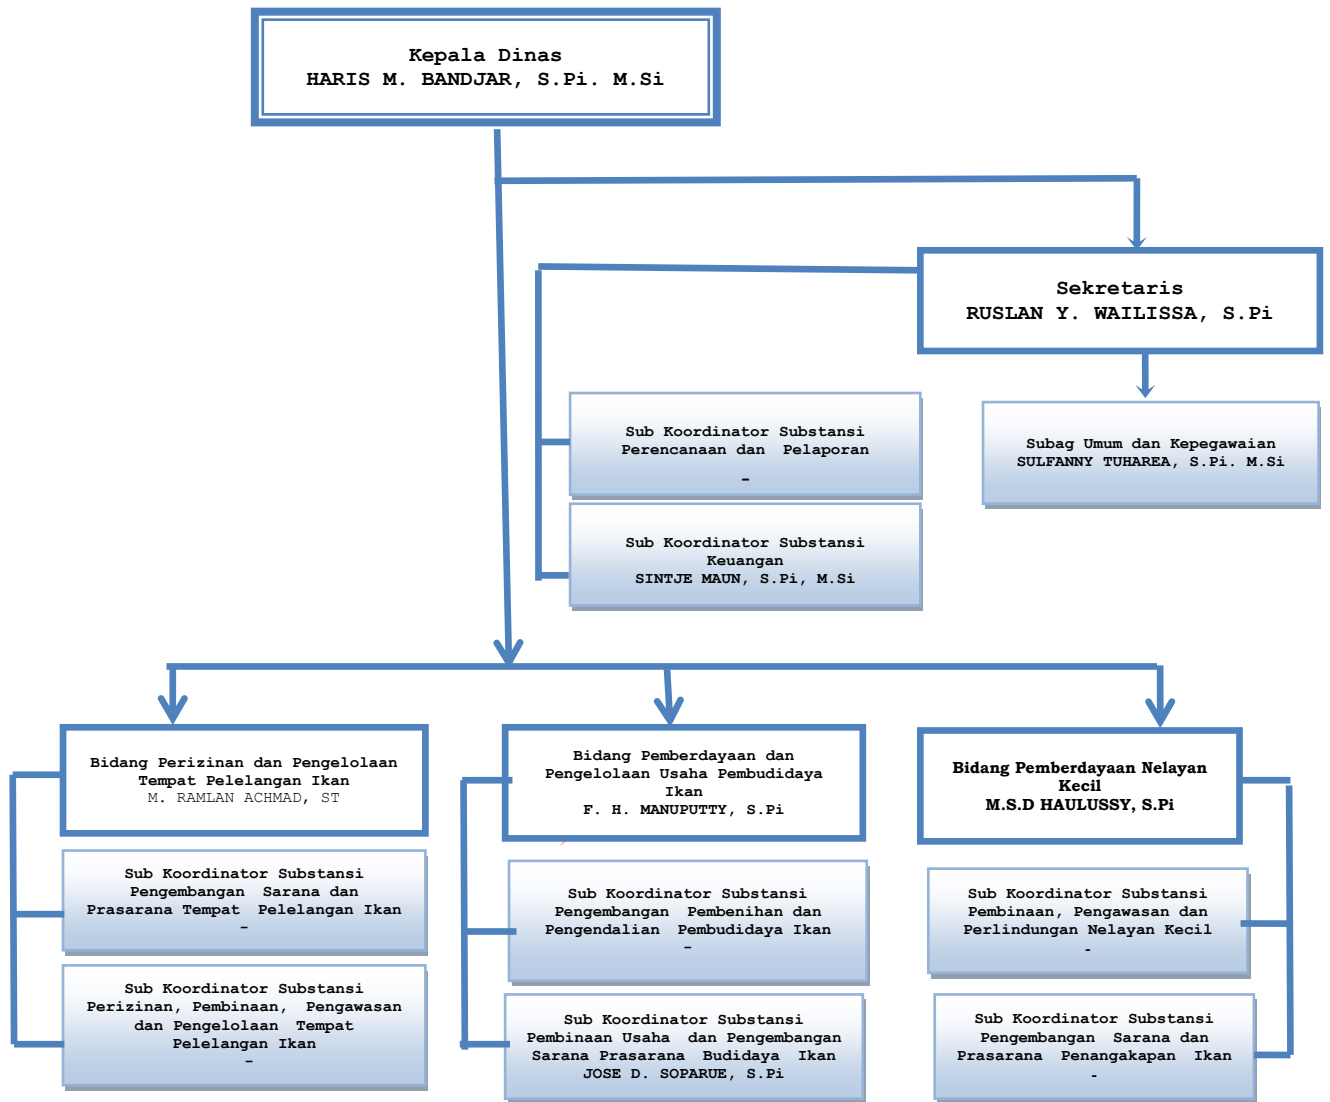 Kepala Dinas
HARIS M. BANDJAR, S.Pi. M.Si
Sekretaris
RUSLAN Y. WAILISSA, S.Pi
Sub Koordinator Substansi
Perencanaan dan Pelaporan
-
Subag Umum dan Kepegawaian
SULFANNY TUHAREA, S.Pi. M.Si
Sub Koordinator Substansi
Keuangan
SINTJE MAUN, S.Pi, M.Si
Bidang Perizinan dan Pengelolaan
Tempat Pelelangan Ikan
M. RAMLAN ACHMAD, ST
Bidang Pemberdayaan dan
Pengelolaan Usaha Pembudidaya
Ikan
F. H. MANUPUTTY, S.Pi
Bidang Pemberdayaan Nelayan
Kecil
M.S.D HAULUSSY, S.Pi
Sub Koordinator Substansi
Pengembangan Sarana dan
Prasarana Tempat Pelelangan Ikan
-
Sub Koordinator Substansi
Pengembangan Pembenihan dan
Pengendalian Pembudidaya Ikan
-
Sub Koordinator Substansi
Pembinaan, Pengawasan dan
Perlindungan Nelayan Kecil
-
Sub Koordinator Substansi
Perizinan, Pembinaan, Pengawasan
dan Pengelolaan Tempat
Pelelangan Ikan
-
Sub Koordinator Substansi
Pembinaan Usaha dan Pengembangan
Sarana Prasarana Budidaya Ikan
JOSE D. SOPARUE, S.Pi
Sub Koordinator Substansi
Pengembangan Sarana dan
Prasarana Penangakapan Ikan
-